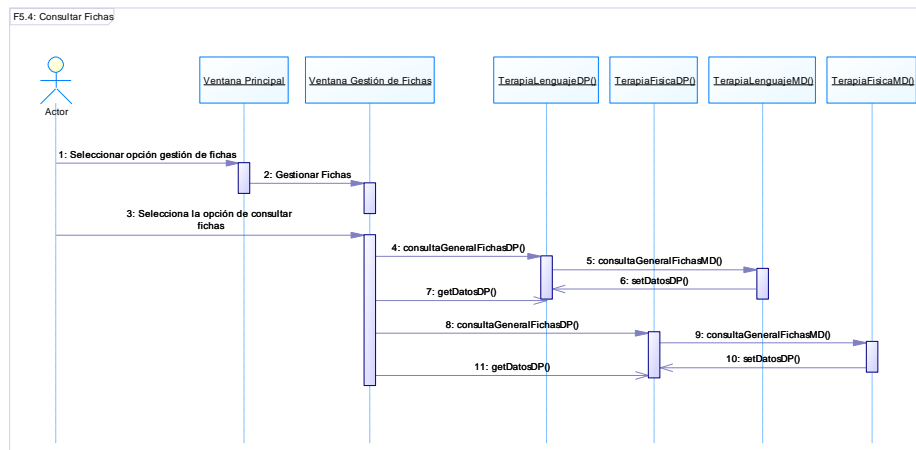 F5.4: Consultar Fichas
Ventana Principal
Ventana Gestión de Fichas
TerapiaLenguajeDP()
TerapiaFisicaDP()
TerapiaLenguajeMD()
TerapiaFisicaMD()
Actor
1: Seleccionar opción gestión de fichas
2: Gestionar Fichas
3: Selecciona la opción de consultar
fichas
4: consultaGeneralFichasDP()
5: consultaGeneralFichasMD()
6: setDatosDP()
7: getDatosDP()
8: consultaGeneralFichasDP()
9: consultaGeneralFichasMD()
10: setDatosDP()
11: getDatosDP()